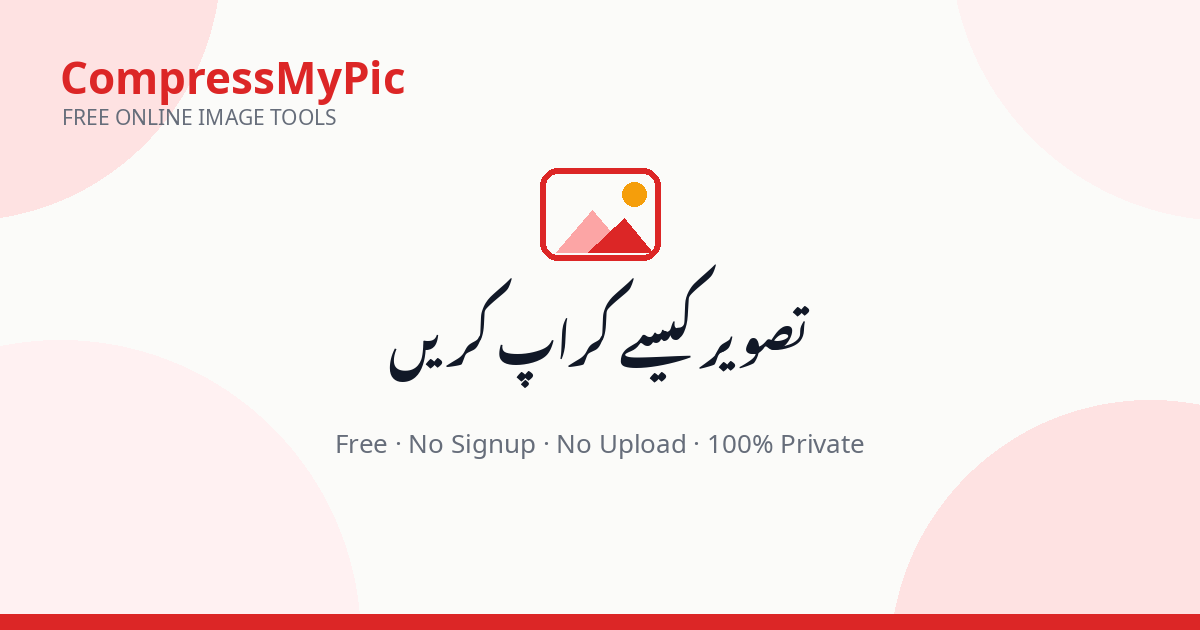 CompressMyPic
FREE ONLINE IMAGE TOOLS
تصویر کیسے کراپ کریں
Free · No Signup · No Upload · 100% Private